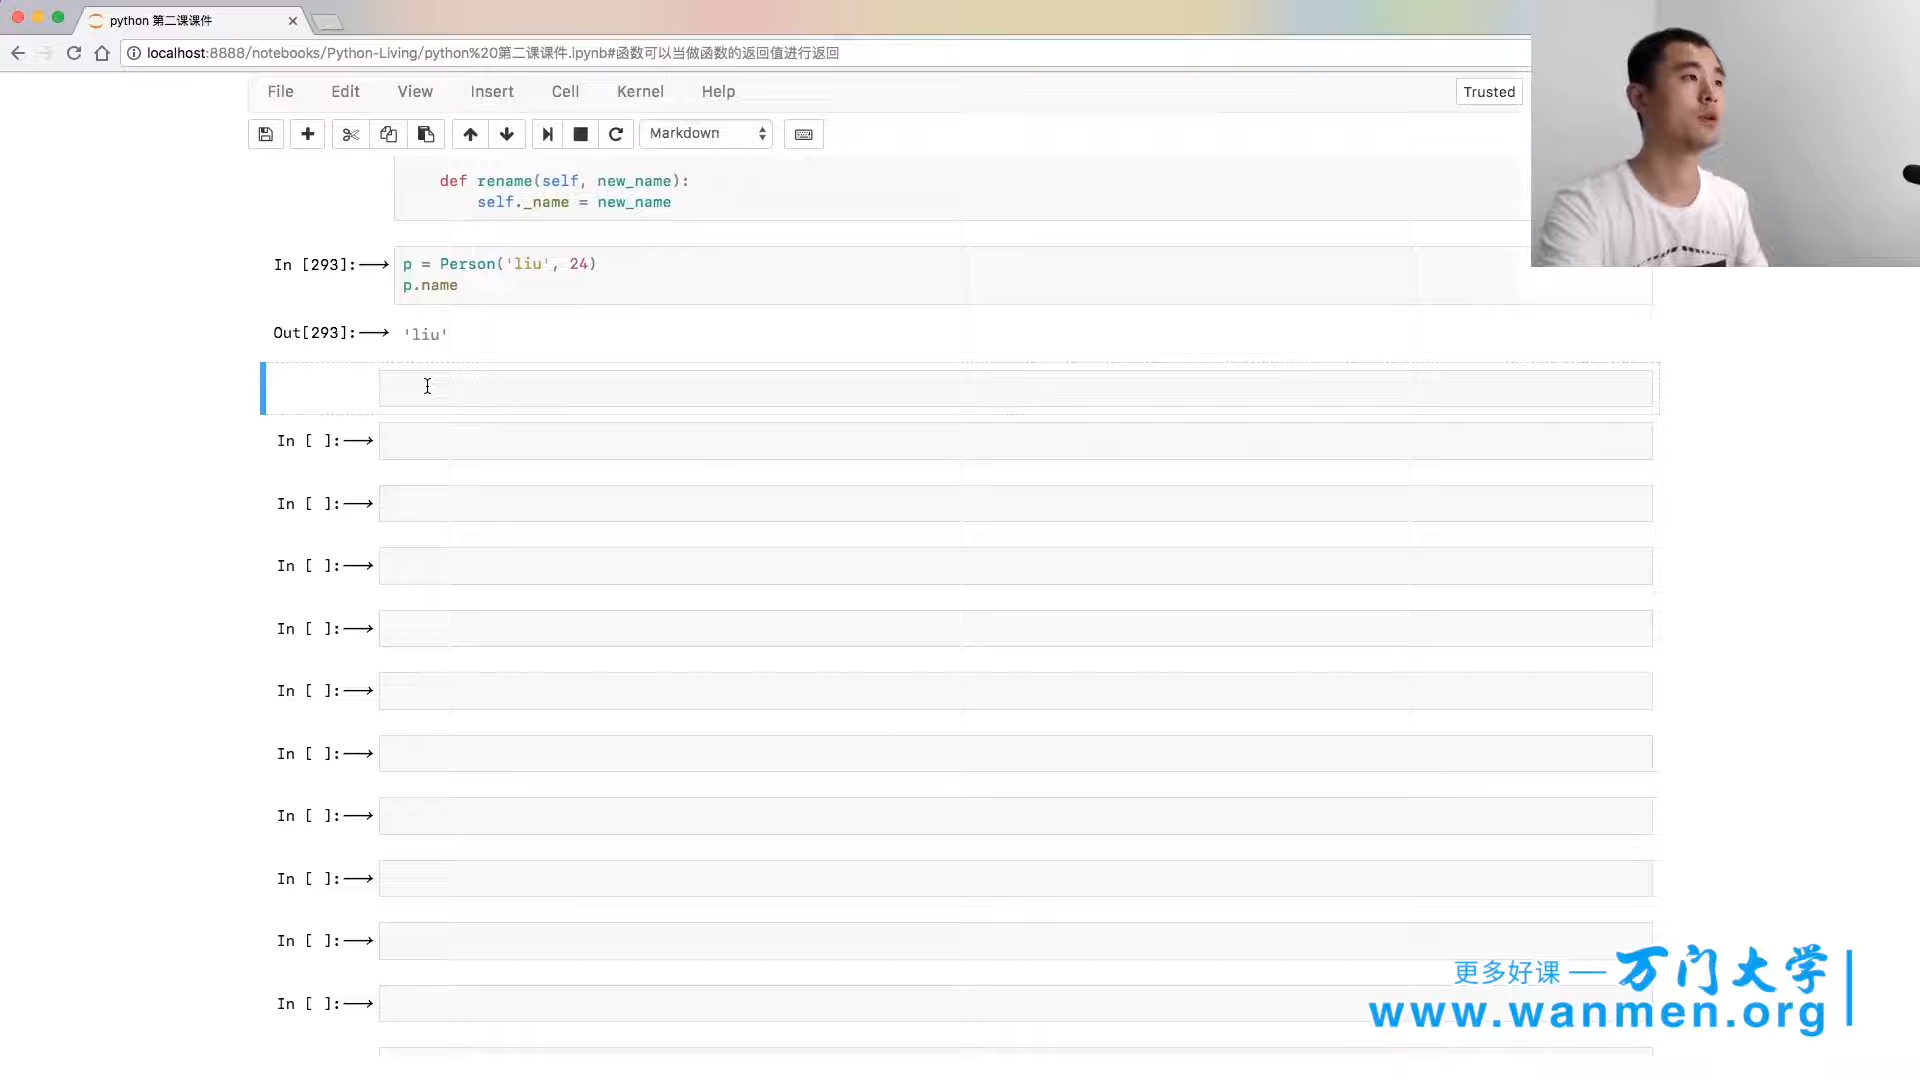 python 第二课课件
localhost:8888/notebooks/Python-Living/python%20第二课课件.ipynb#函数可以当做函数的返回值进行返回
File Edit View Insert Cell Kernel Help Trusted
Markdown
def rename(self, new_name):
self._name = new_name
In [293]: p = Person('liu', 24)
p.name
Out[293]: 'liu'
In [ ]:
In [ ]:
In [ ]:
In [ ]:
In [ ]:
In [ ]:
In [ ]:
In [ ]:
In [ ]:
In [ ]:
更多好课 — 万门大学
www.wanmen.org